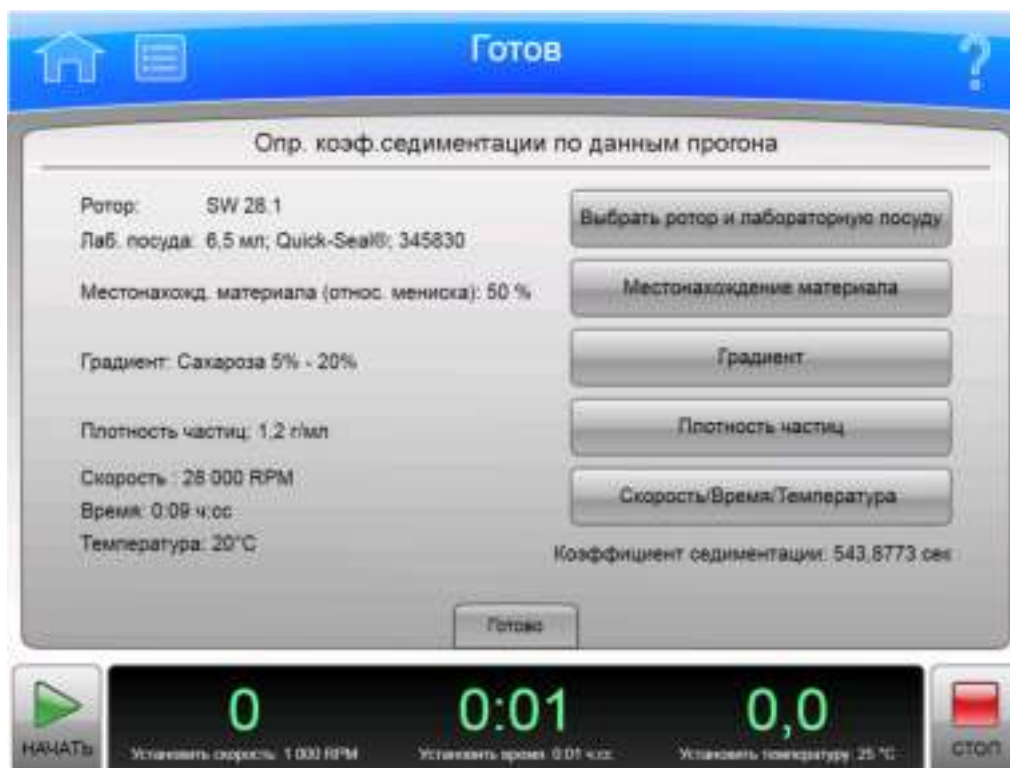 Готов
Опр. коэф.седиментации по данным прогона
Ротор: SW 28.1
Выбрать ротор и лабораторную посуду
Лаб. посуда: 6,5 мл; Quick-Seal®; 345830
Местонахожд. материала (относ. мениска): 50 %
Местонахождение материала
Градиент: Сахароза 5% - 20%
Градиент
Плотность частиц: 1,2 г/мл
Плотность частиц
Скорость : 28 000 RPM
Скорость/Время/Температура
Время: 0:09 ч:сс
Температура: 20°C
Коэффициент седиментации: 543,8773 сек
Готово
НАЧАТЬ
0
Установить скорость: 1 000 RPM
0:01
Установить время: 0:01 ч:сс
0,0
Установить температуру: 25 °C
СТОП